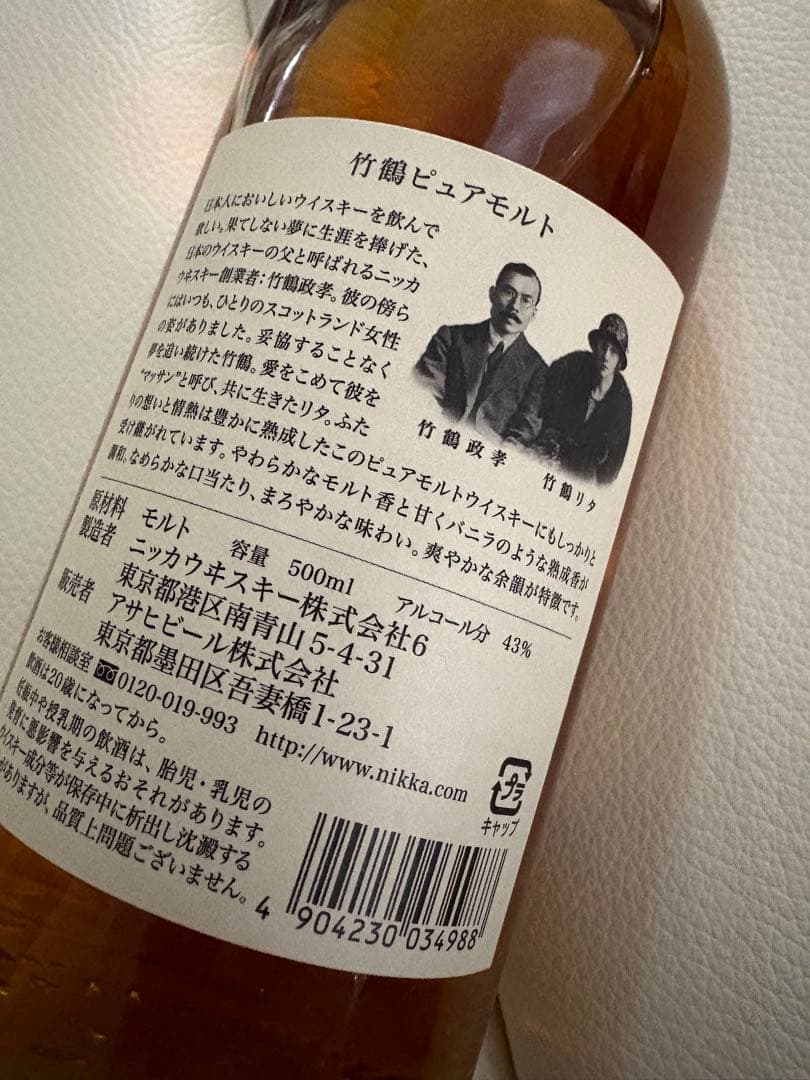 竹鶴ピュアモルト
日本人においしいウイスキーを飲んで
欲しい。果てしない夢に生涯を捧げた、
日本のウイスキーの父と呼ばれるニッカ
ウヰスキー創業者：竹鶴政孝。彼の傍ら
にはいつも、ひとりのスコットランド女性
の姿がありました。妥協することなく
夢を追い続けた竹鶴。愛をこめて彼を
“マッサン”と呼び、共に生きたリタ。ふた
りの想いと情熱は豊かに熟成したこのピュアモルトウイスキーにもしっかりと
受け継がれています。やわらかなモルト香と甘くバニラのような熟成香が
調和。なめらかな口当たり、まろやかな味わい。爽やかな余韻が特徴です。
竹鶴政孝
竹鶴リタ
原材料 モルト 容量 500ml アルコール分 43%
製造者 ニッカウヰスキー株式会社6
東京都港区南青山5-4-31
販売者 アサヒビール株式会社
東京都墨田区吾妻橋1-23-1
お客様相談室 0120-019-993 http://www.nikka.com
飲酒は20歳になってから。
妊娠中や授乳期の飲酒は、胎児・乳児の
発育に悪影響を与えるおそれがあります。
ウイスキー成分等が保存中に析出し沈澱する
がありますが、品質上問題ございません。
プラ
キャップ
4 904230 034988